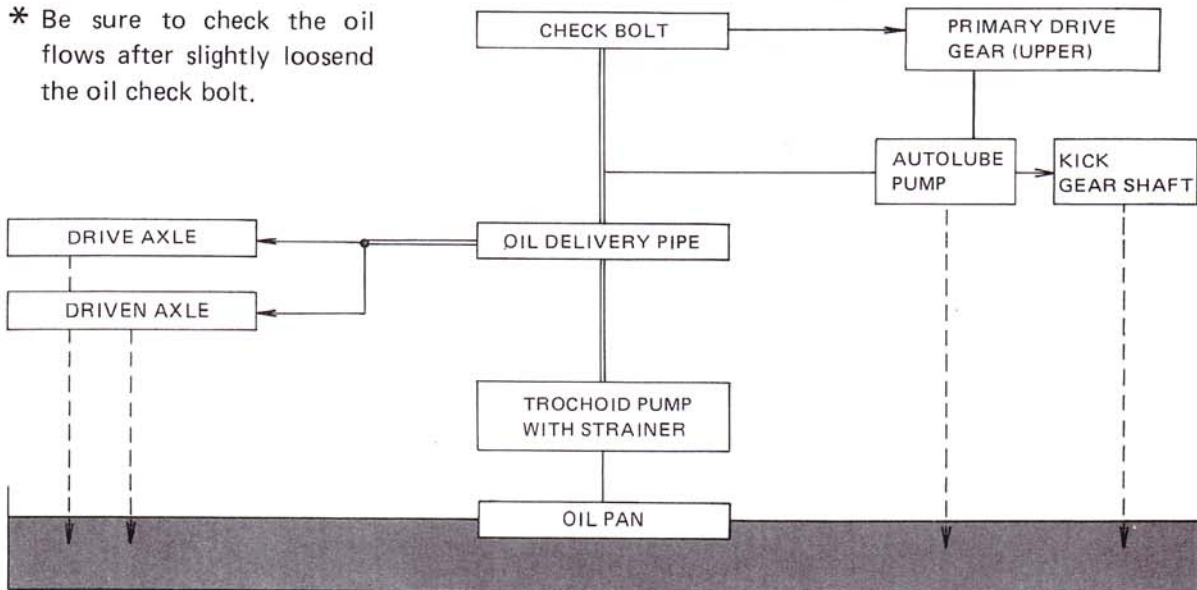 * Be sure to check the oil
flows after slightly loosend
the oil check bolt.
CHECK BOLT
PRIMARY DRIVE
GEAR (UPPER)
AUTOLUBE
PUMP
KICK
GEAR SHAFT
DRIVE AXLE
OIL DELIVERY PIPE
DRIVEN AXLE
TROCHOID PUMP
WITH STRAINER
OIL PAN